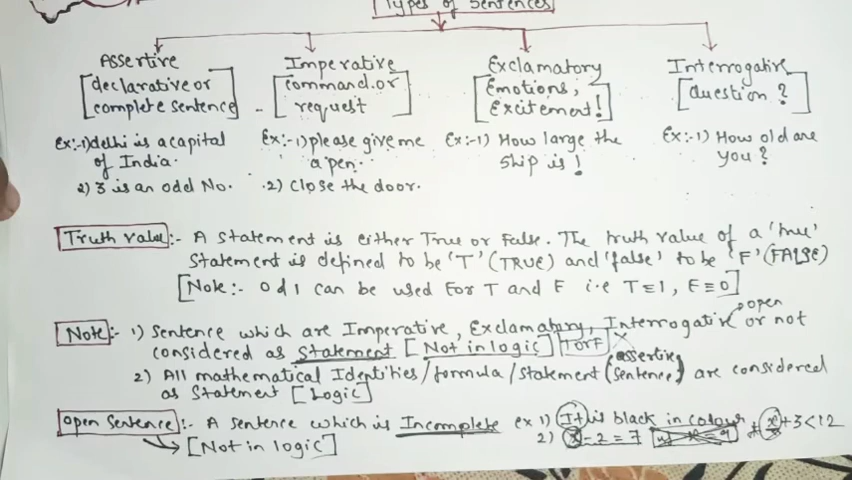 Types of Sentences
Assertive
[declarative or
complete sentence]
Ex:-1) delhi is a capital
of India.
2) 3 is an odd No.
Imperative
[command or
request]
Ex:-1) please give me
a pen.
2) Close the door.
Exclamatory
[Emotions,
Excitement!]
Ex:-1) How large the
ship is!
Interrogative
[Question?]
Ex:-1) How old are
you?
Truth value:- A statement is either True or False. The truth value of a 'true'
statement is defined to be 'T' (TRUE) and 'false' to be 'F' (FALSE)
[Note:- 0 & 1 can be used for T and F i.e T≡1, F≡0]
open
Note:- 1) Sentence which are Imperative, Exclamatory, Interrogative or not
considered as Statement [Not in logic] T or F X
(assertive
2) All mathematical Identities/formula/statement sentence) are considered
as statement [Logic]
Open Sentence:- A sentence which is Incomplete ex 1) It is black in colour
[Not in logic] 2) x-2=7 x+3<12